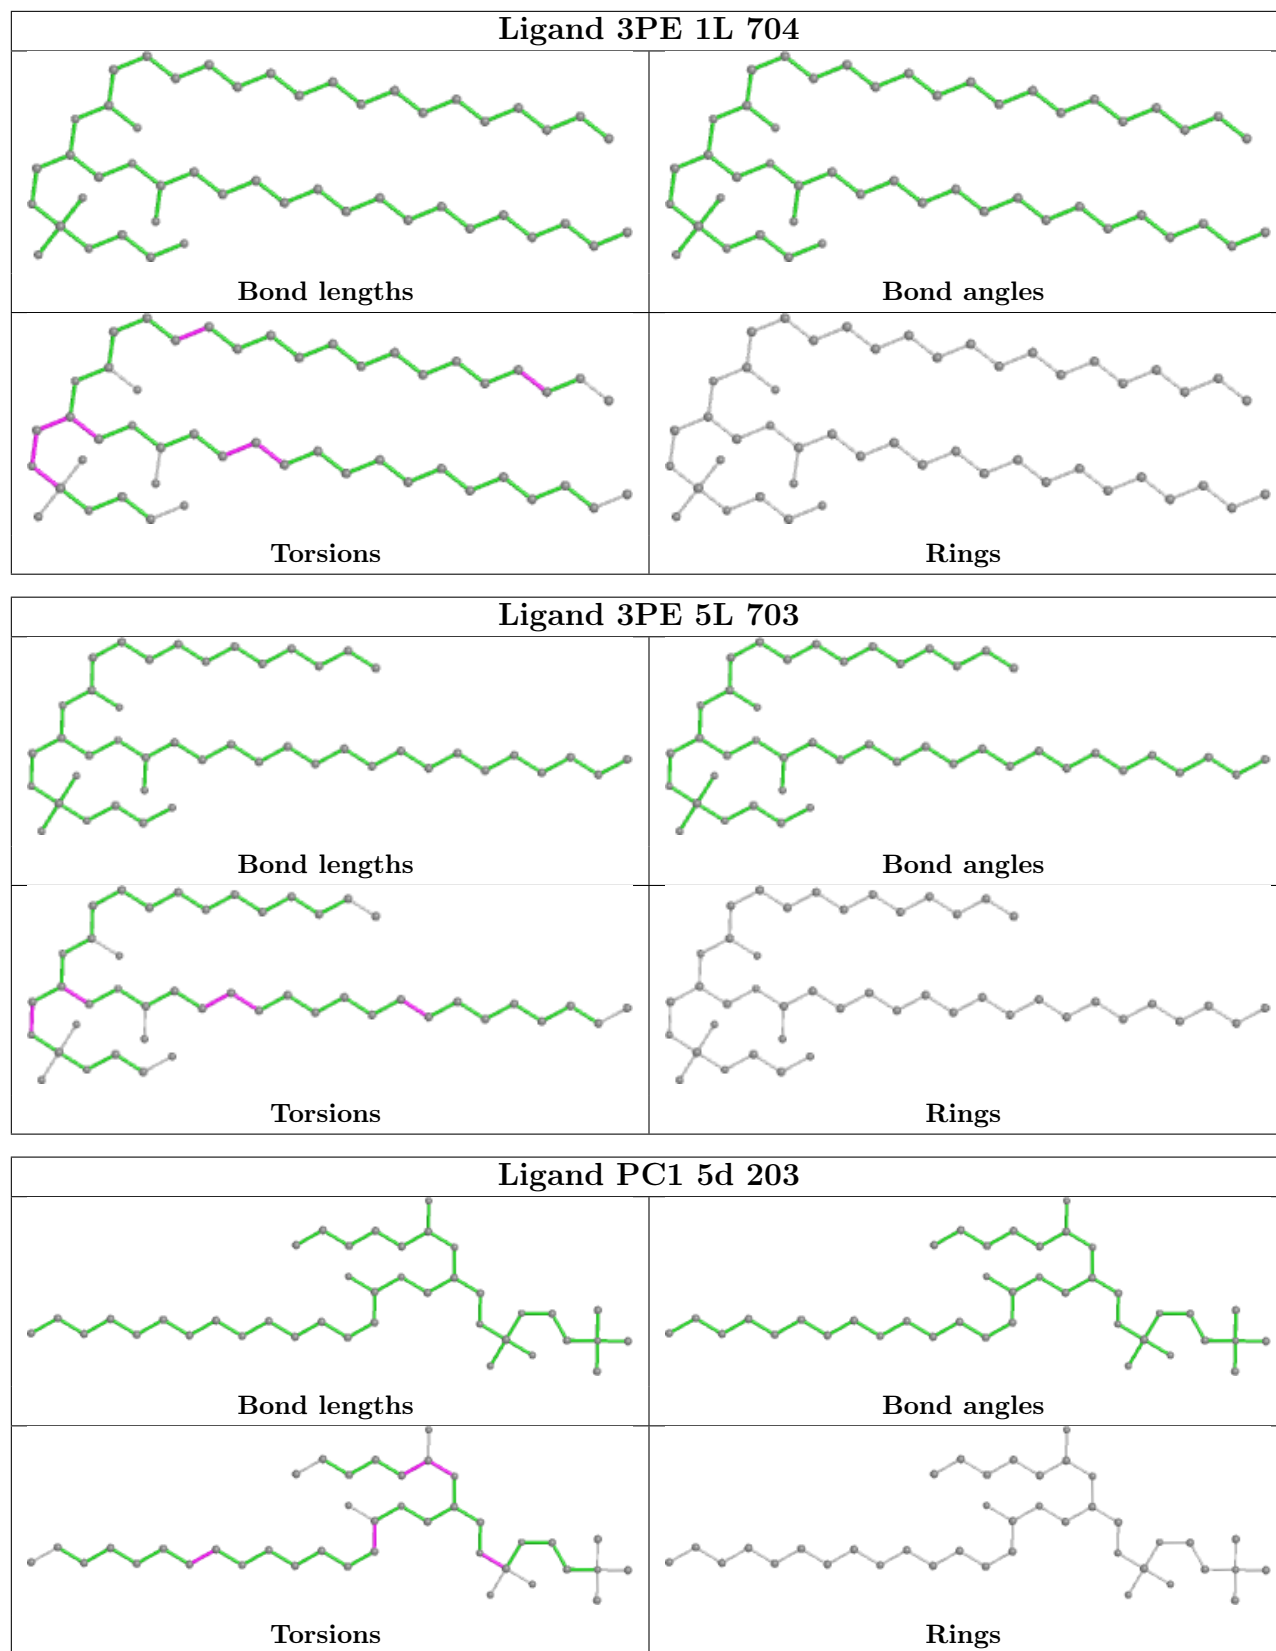 Ligand 3PE 1L 704
Bond lengths
Bond angles
Torsions
Rings
Ligand 3PE 5L 703
Bond lengths
Bond angles
Torsions
Rings
Ligand PC1 5d 203
Bond lengths
Bond angles
Torsions
Rings